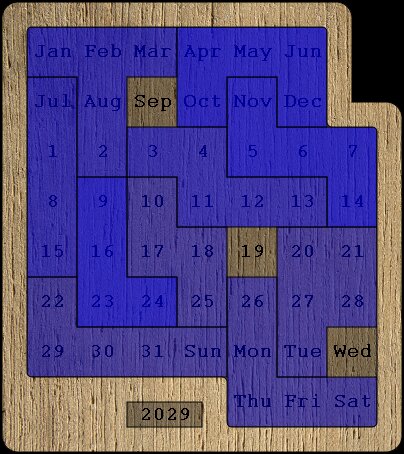 Jan Feb Mar Apr May Jun
Jul Aug Sep Oct Nov Dec
1 2 3 4 5 6 7
8 9 10 11 12 13 14
15 16 17 18 19 20 21
22 23 24 25 26 27 28
29 30 31 Sun Mon Tue Wed
2029 Thu Fri Sat